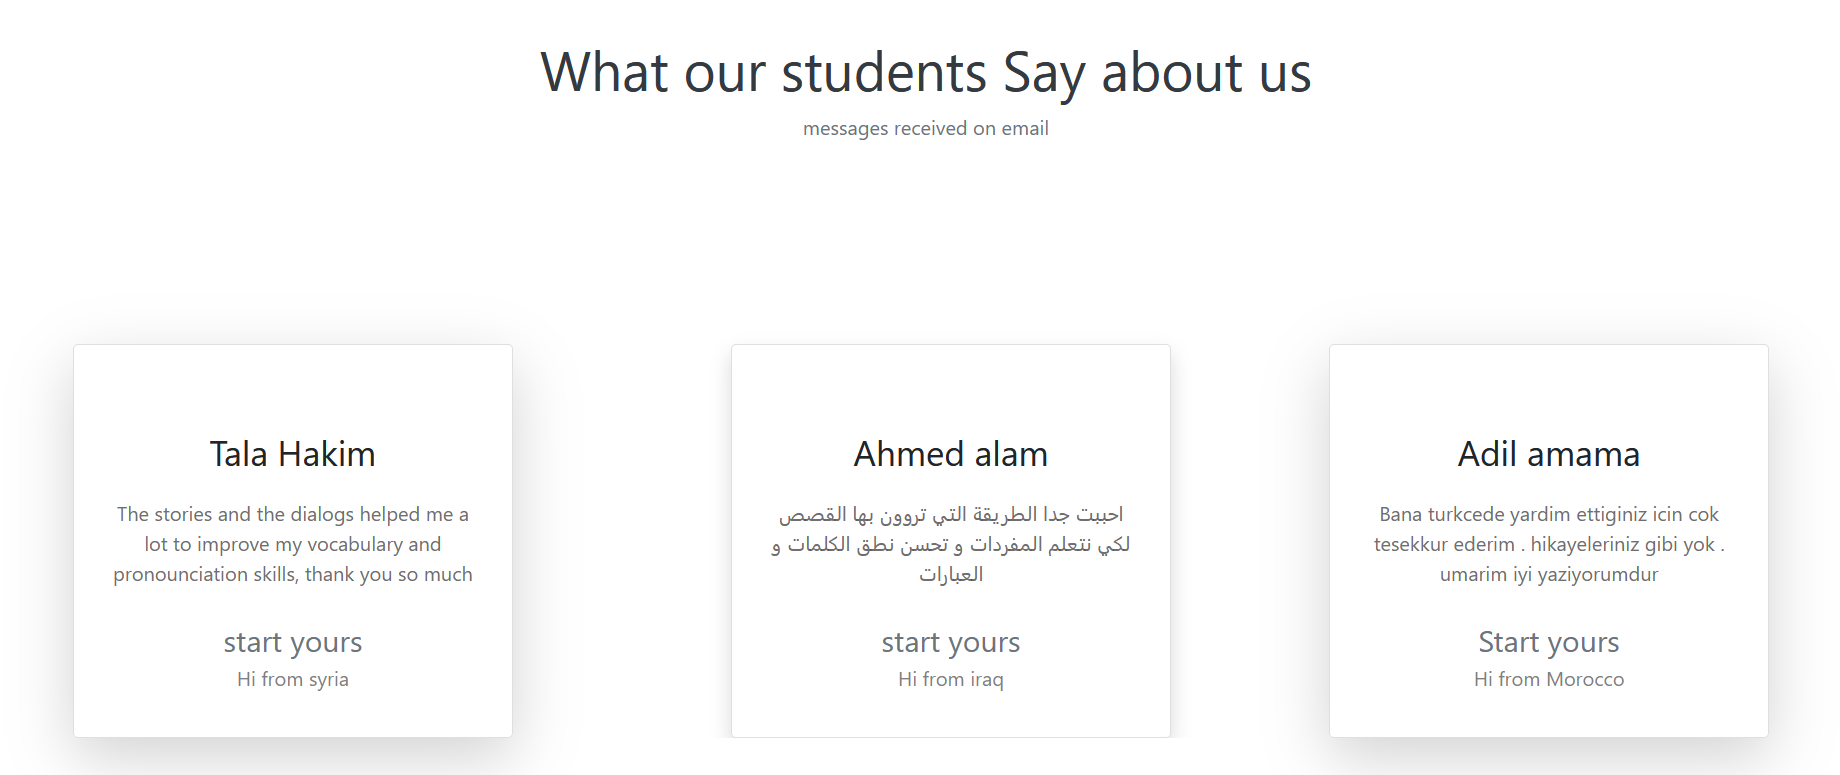 What our students Say about us
messages received on email
Tala Hakim
The stories and the dialogs helped me a
lot to improve my vocabulary and
pronounciation skills, thank you so much
start yours
Hi from syria
Ahmed alam
احببت جدا الطريقة التي تروون بها القصص
لكي نتعلم المفردات و تحسن نطق الكلمات و
العبارات
start yours
Hi from iraq
Adil amama
Bana turkcede yardim ettiginiz icin cok
tesekkur ederim . hikayeleriniz gibi yok .
umarim iyi yaziyorumdur
Start yours
Hi from Morocco